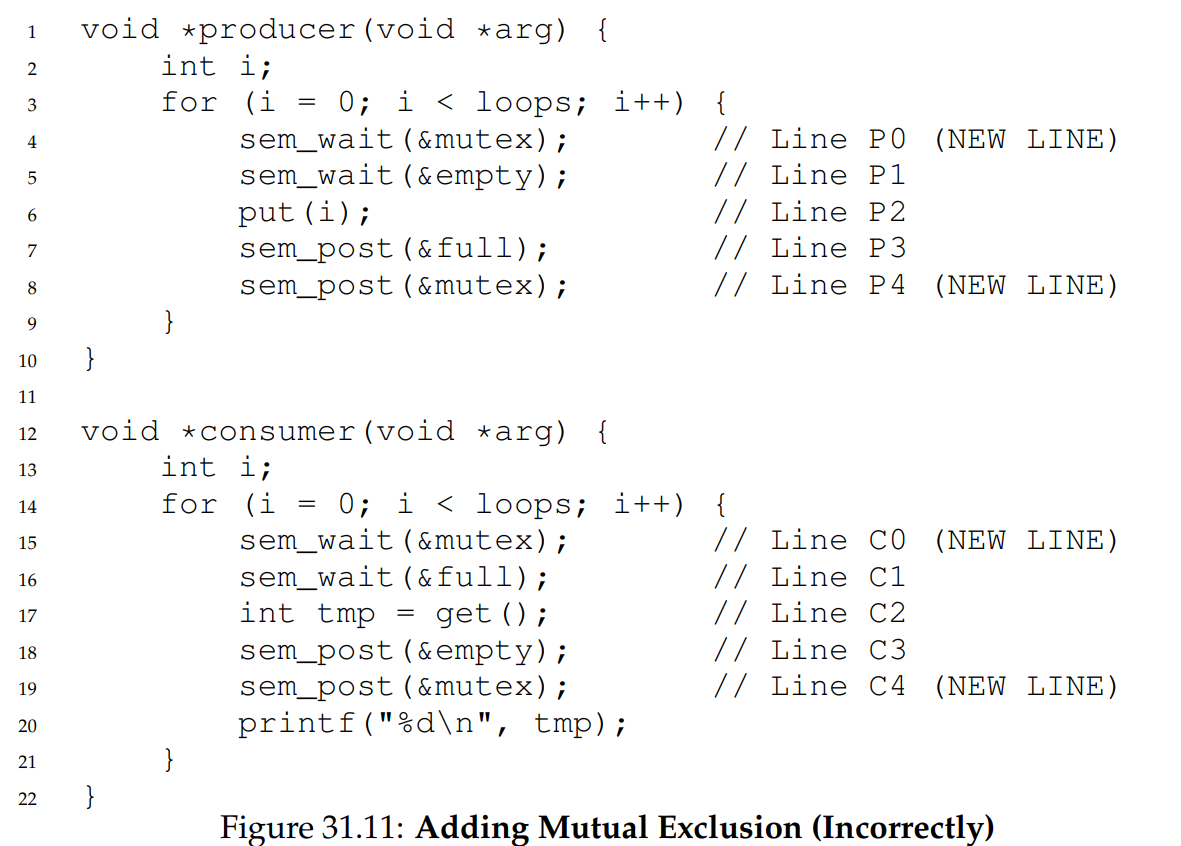 1 void *producer(void *arg) {
2 int i;
3 for (i = 0; i < loops; i++) {
4 sem_wait(&mutex); // Line P0 (NEW LINE)
5 sem_wait(&empty); // Line P1
6 put(i); // Line P2
7 sem_post(&full); // Line P3
8 sem_post(&mutex); // Line P4 (NEW LINE)
9 }
10 }
11
12 void *consumer(void *arg) {
13 int i;
14 for (i = 0; i < loops; i++) {
15 sem_wait(&mutex); // Line C0 (NEW LINE)
16 sem_wait(&full); // Line C1
17 int tmp = get(); // Line C2
18 sem_post(&empty); // Line C3
19 sem_post(&mutex); // Line C4 (NEW LINE)
20 printf("%d\n", tmp);
21 }
22 }
Figure 31.11: Adding Mutual Exclusion (Incorrectly)